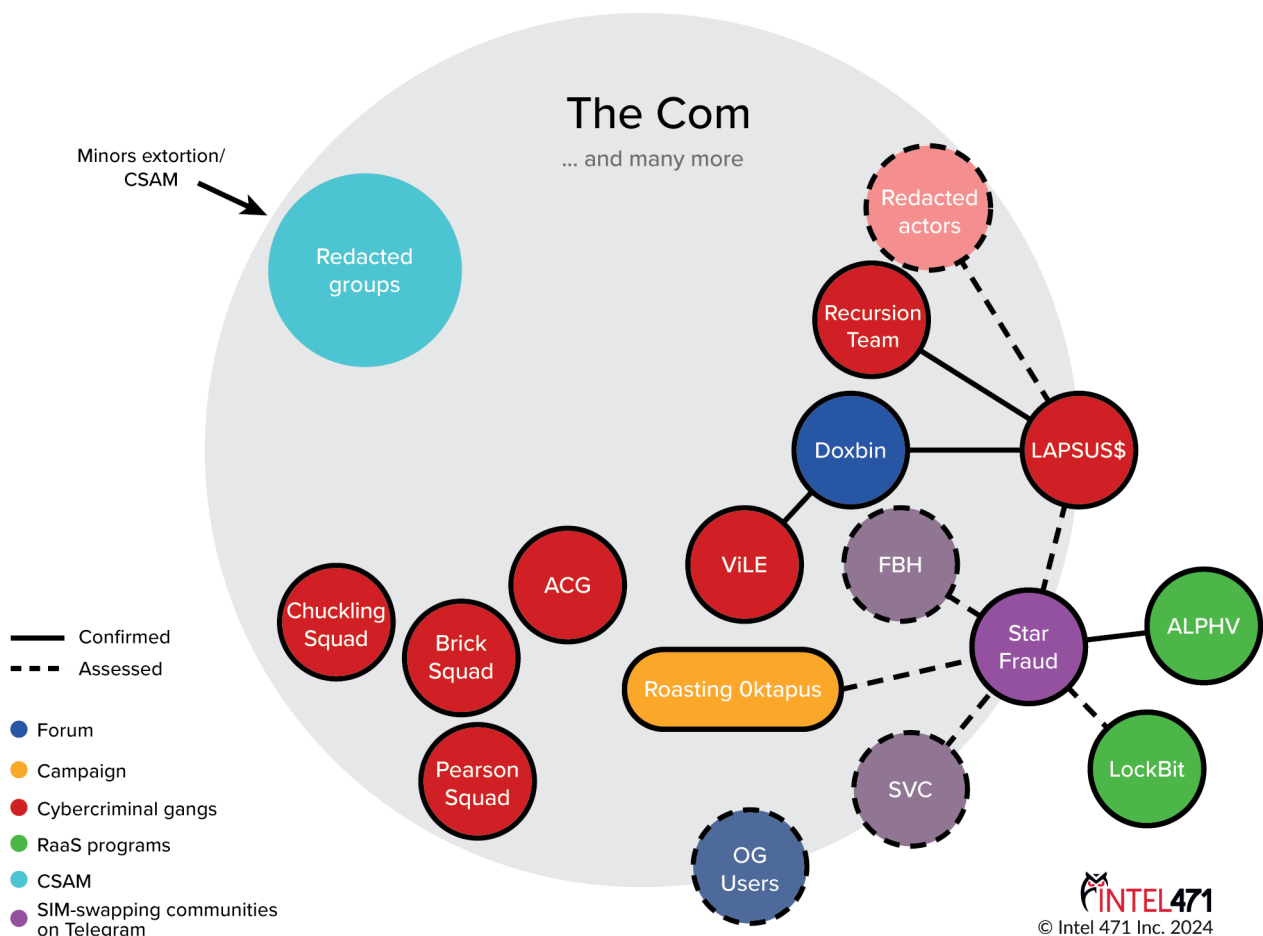 The Com
... and many more
Minors extortion/
CSAM
Redacted
groups
Redacted
actors
Recursion
Team
Doxbin
LAPSUS$
ViLE
FBH
ACG
Chuckling
Squad
Brick
Squad
Star
Fraud
ALPHV
Roasting 0ktapus
Pearson
Squad
SVC
LockBit
OG
Users
Confirmed
Assessed
Forum
Campaign
Cybercriminal gangs
RaaS programs
CSAM
SIM-swapping communities
on Telegram
INTEL471
© Intel 471 Inc. 2024